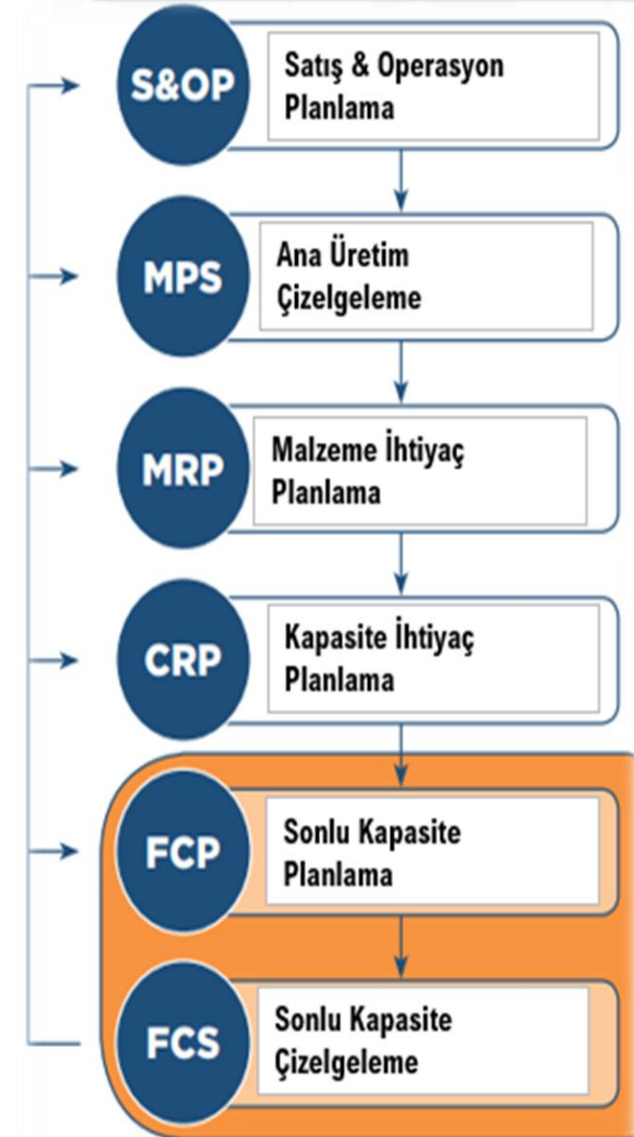 S&OP
Satış & Operasyon
Planlama
MPS
Ana Üretim
Çizelgeleme
MRP
Malzeme İhtiyaç
Planlama
CRP
Kapasite İhtiyaç
Planlama
FCP
Sonlu Kapasite
Planlama
FCS
Sonlu Kapasite
Çizelgeleme